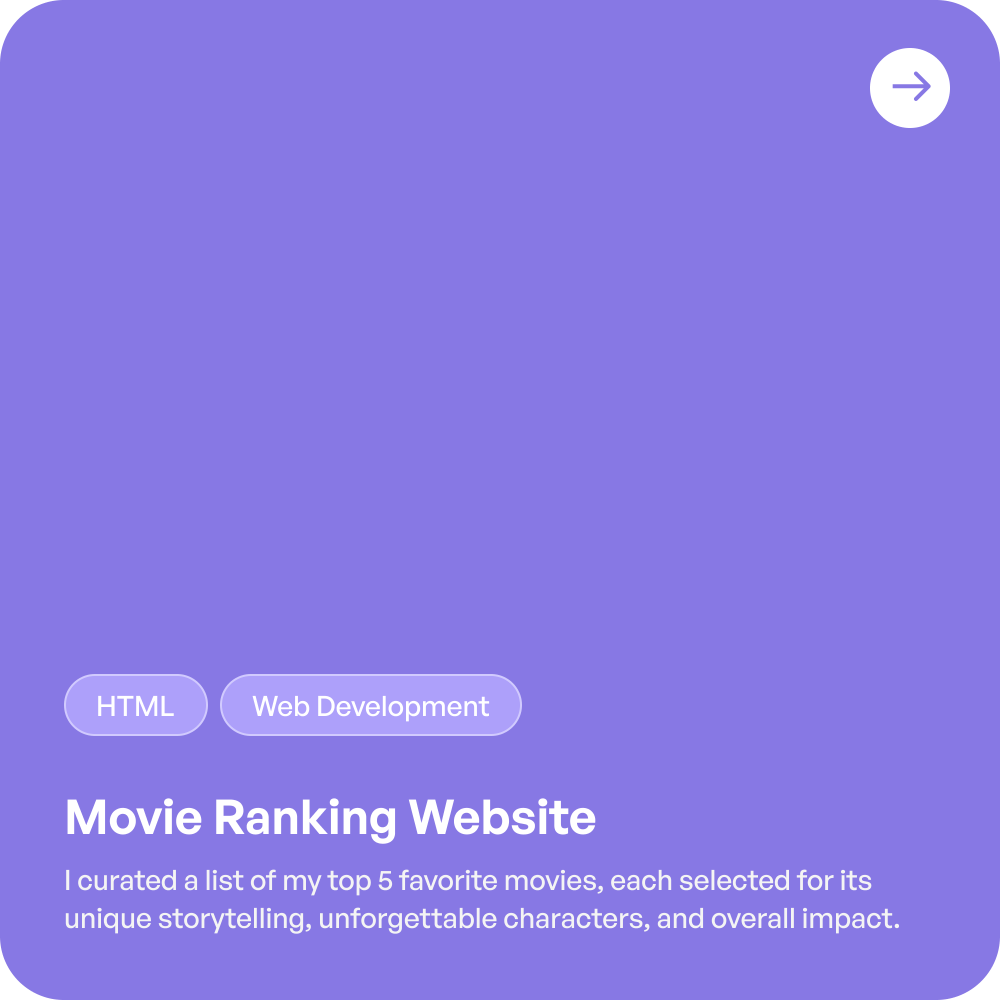 HTML
Web Development
Movie Ranking Website
I curated a list of my top 5 favorite movies, each selected for its
unique storytelling, unforgettable characters, and overall impact.